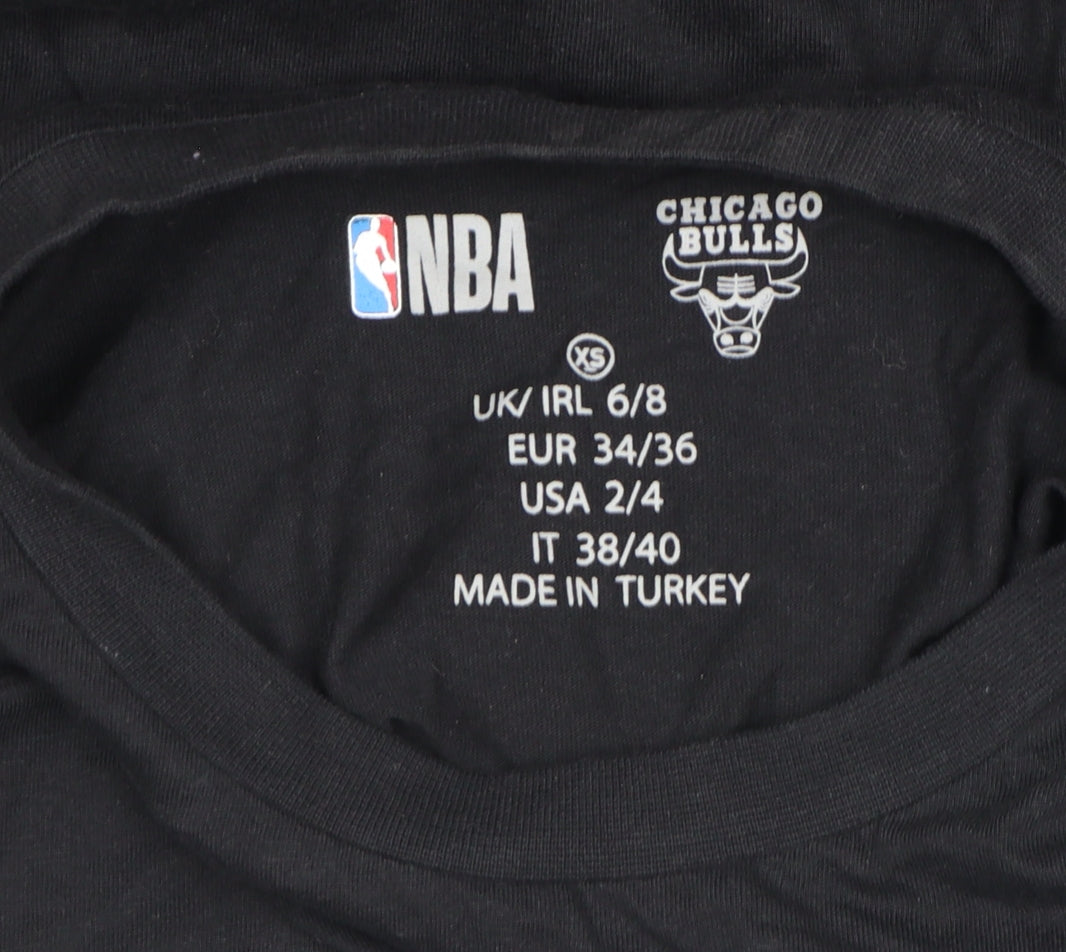 NBA
CHICAGO
BULLS
XS
UK/ IRL 6/8
EUR 34/36
USA 2/4
IT 38/40
MADE IN TURKEY